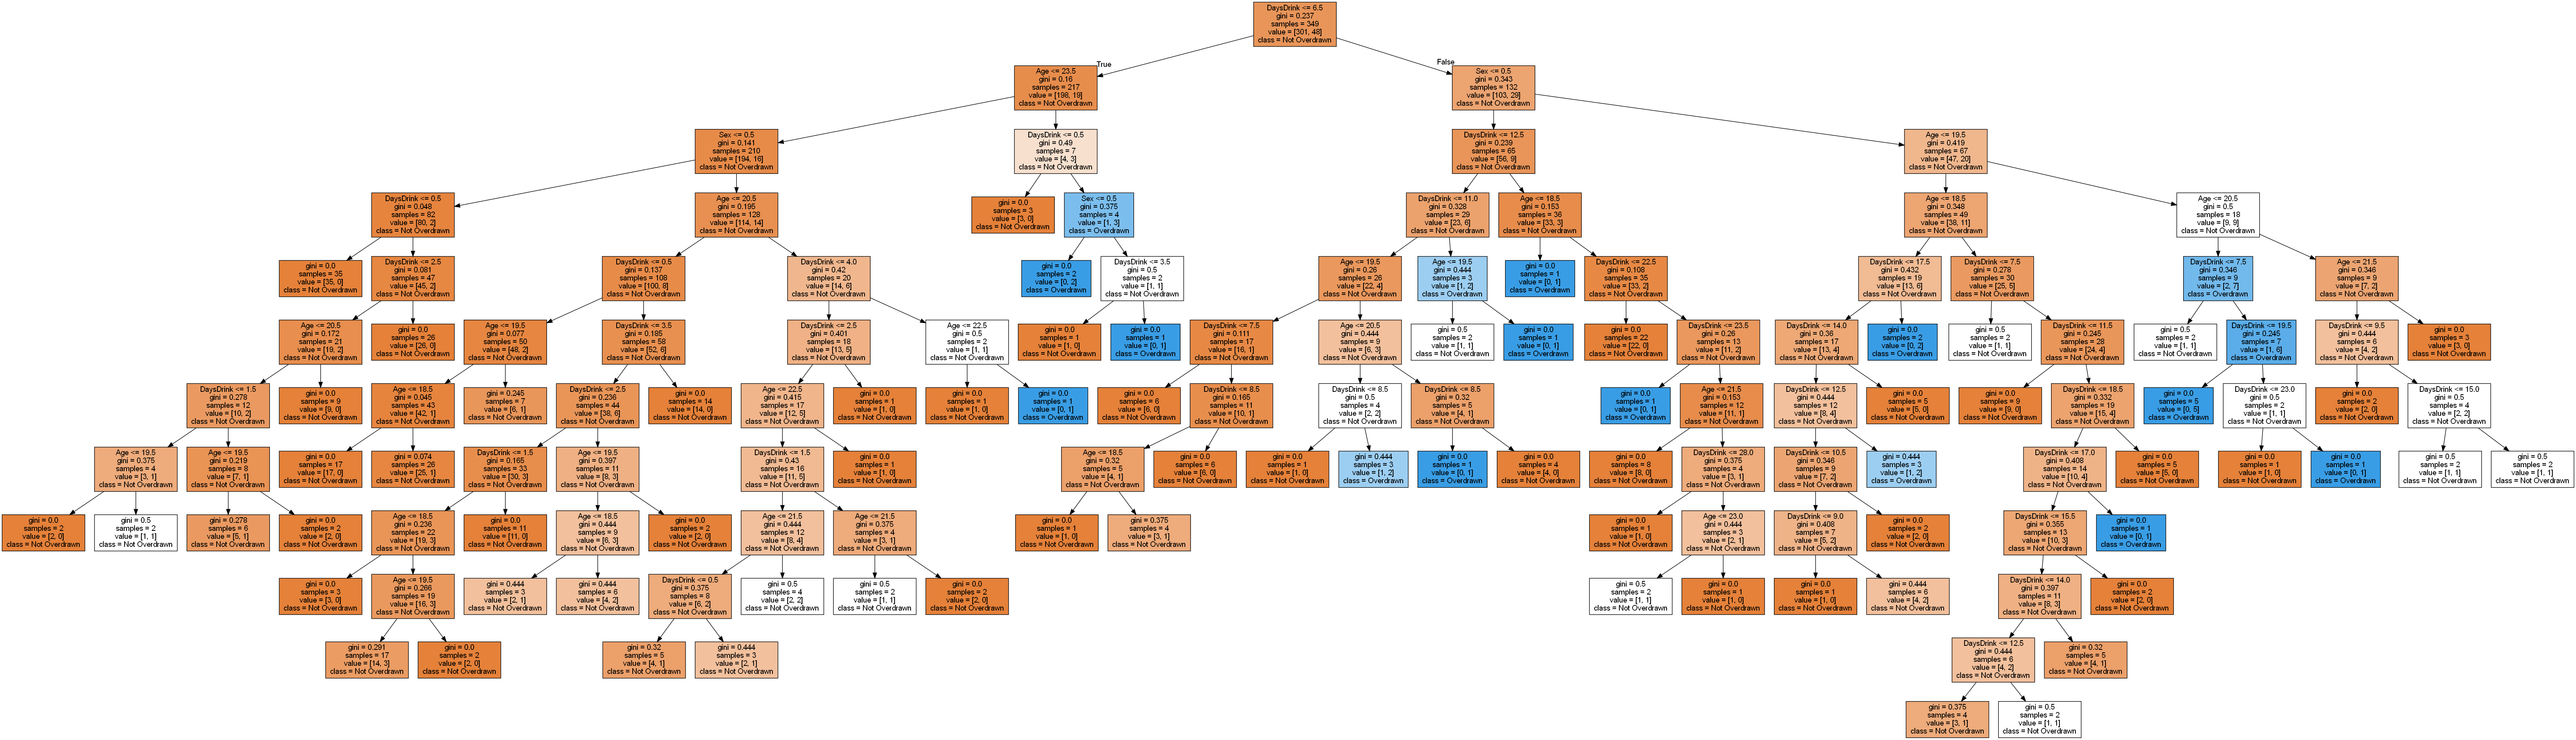 DaysDrink <= 6.5
gini = 0.237
samples = 349
value = [301, 48]
class = Not Overdrawn
True
False
Age <= 23.5
gini = 0.16
samples = 217
value = [198, 19]
class = Not Overdrawn
Sex <= 0.5
gini = 0.343
samples = 132
value = [103, 29]
class = Not Overdrawn
Sex <= 0.5
gini = 0.141
samples = 210
value = [194, 16]
class = Not Overdrawn
DaysDrink <= 0.5
gini = 0.49
samples = 7
value = [4, 3]
class = Not Overdrawn
DaysDrink <= 12.5
gini = 0.239
samples = 65
value = [56, 9]
class = Not Overdrawn
Age <= 19.5
gini = 0.419
samples = 67
value = [47, 20]
class = Not Overdrawn
DaysDrink <= 0.5
gini = 0.048
samples = 82
value = [80, 2]
class = Not Overdrawn
Age <= 20.5
gini = 0.195
samples = 128
value = [114, 14]
class = Not Overdrawn
gini = 0.0
samples = 3
value = [3, 0]
class = Not Overdrawn
Sex <= 0.5
gini = 0.375
samples = 4
value = [1, 3]
class = Overdrawn
DaysDrink <= 11.0
gini = 0.328
samples = 29
value = [23, 6]
class = Not Overdrawn
Age <= 18.5
gini = 0.153
samples = 36
value = [33, 3]
class = Not Overdrawn
Age <= 18.5
gini = 0.348
samples = 49
value = [38, 11]
class = Not Overdrawn
Age <= 20.5
gini = 0.5
samples = 18
value = [9, 9]
class = Not Overdrawn
gini = 0.0
samples = 35
value = [35, 0]
class = Not Overdrawn
DaysDrink <= 2.5
gini = 0.081
samples = 47
value = [45, 2]
class = Not Overdrawn
DaysDrink <= 0.5
gini = 0.137
samples = 108
value = [100, 8]
class = Not Overdrawn
DaysDrink <= 4.0
gini = 0.42
samples = 20
value = [14, 6]
class = Not Overdrawn
gini = 0.0
samples = 2
value = [0, 2]
class = Overdrawn
DaysDrink <= 3.5
gini = 0.5
samples = 2
value = [1, 1]
class = Not Overdrawn
Age <= 19.5
gini = 0.26
samples = 26
value = [22, 4]
class = Not Overdrawn
Age <= 19.5
gini = 0.444
samples = 3
value = [1, 2]
class = Overdrawn
gini = 0.0
samples = 1
value = [0, 1]
class = Overdrawn
DaysDrink <= 22.5
gini = 0.108
samples = 35
value = [33, 2]
class = Not Overdrawn
DaysDrink <= 17.5
gini = 0.432
samples = 19
value = [13, 6]
class = Not Overdrawn
DaysDrink <= 7.5
gini = 0.278
samples = 30
value = [25, 5]
class = Not Overdrawn
DaysDrink <= 7.5
gini = 0.346
samples = 9
value = [2, 7]
class = Overdrawn
Age <= 21.5
gini = 0.346
samples = 9
value = [7, 2]
class = Not Overdrawn
Age <= 20.5
gini = 0.172
samples = 21
value = [19, 2]
class = Not Overdrawn
gini = 0.0
samples = 26
value = [26, 0]
class = Not Overdrawn
Age <= 19.5
gini = 0.077
samples = 50
value = [48, 2]
class = Not Overdrawn
DaysDrink <= 3.5
gini = 0.185
samples = 58
value = [52, 6]
class = Not Overdrawn
DaysDrink <= 2.5
gini = 0.401
samples = 18
value = [13, 5]
class = Not Overdrawn
Age <= 22.5
gini = 0.5
samples = 2
value = [1, 1]
class = Not Overdrawn
gini = 0.0
samples = 1
value = [1, 0]
class = Not Overdrawn
gini = 0.0
samples = 1
value = [0, 1]
class = Overdrawn
DaysDrink <= 7.5
gini = 0.111
samples = 17
value = [16, 1]
class = Not Overdrawn
Age <= 20.5
gini = 0.444
samples = 9
value = [6, 3]
class = Not Overdrawn
gini = 0.5
samples = 2
value = [1, 1]
class = Not Overdrawn
gini = 0.0
samples = 1
value = [0, 1]
class = Overdrawn
gini = 0.0
samples = 22
value = [22, 0]
class = Not Overdrawn
DaysDrink <= 23.5
gini = 0.26
samples = 13
value = [11, 2]
class = Not Overdrawn
DaysDrink <= 14.0
gini = 0.36
samples = 17
value = [13, 4]
class = Not Overdrawn
gini = 0.0
samples = 2
value = [0, 2]
class = Overdrawn
gini = 0.5
samples = 2
value = [1, 1]
class = Not Overdrawn
DaysDrink <= 11.5
gini = 0.245
samples = 28
value = [24, 4]
class = Not Overdrawn
gini = 0.5
samples = 2
value = [1, 1]
class = Not Overdrawn
DaysDrink <= 19.5
gini = 0.245
samples = 7
value = [1, 6]
class = Overdrawn
DaysDrink <= 9.5
gini = 0.444
samples = 6
value = [4, 2]
class = Not Overdrawn
gini = 0.0
samples = 3
value = [3, 0]
class = Not Overdrawn
DaysDrink <= 1.5
gini = 0.278
samples = 12
value = [10, 2]
class = Not Overdrawn
gini = 0.0
samples = 9
value = [9, 0]
class = Not Overdrawn
Age <= 18.5
gini = 0.045
samples = 43
value = [42, 1]
class = Not Overdrawn
gini = 0.245
samples = 7
value = [6, 1]
class = Not Overdrawn
DaysDrink <= 2.5
gini = 0.236
samples = 44
value = [38, 6]
class = Not Overdrawn
gini = 0.0
samples = 14
value = [14, 0]
class = Not Overdrawn
Age <= 22.5
gini = 0.415
samples = 17
value = [12, 5]
class = Not Overdrawn
gini = 0.0
samples = 1
value = [1, 0]
class = Not Overdrawn
gini = 0.0
samples = 1
value = [1, 0]
class = Not Overdrawn
gini = 0.0
samples = 1
value = [0, 1]
class = Overdrawn
gini = 0.0
samples = 6
value = [6, 0]
class = Not Overdrawn
DaysDrink <= 8.5
gini = 0.165
samples = 11
value = [10, 1]
class = Not Overdrawn
DaysDrink <= 8.5
gini = 0.5
samples = 4
value = [2, 2]
class = Not Overdrawn
DaysDrink <= 8.5
gini = 0.32
samples = 5
value = [4, 1]
class = Not Overdrawn
gini = 0.0
samples = 1
value = [0, 1]
class = Overdrawn
Age <= 21.5
gini = 0.153
samples = 12
value = [11, 1]
class = Not Overdrawn
DaysDrink <= 12.5
gini = 0.444
samples = 12
value = [8, 4]
class = Not Overdrawn
gini = 0.0
samples = 5
value = [5, 0]
class = Not Overdrawn
gini = 0.0
samples = 9
value = [9, 0]
class = Not Overdrawn
DaysDrink <= 18.5
gini = 0.332
samples = 19
value = [15, 4]
class = Not Overdrawn
gini = 0.0
samples = 5
value = [0, 5]
class = Overdrawn
DaysDrink <= 23.0
gini = 0.5
samples = 2
value = [1, 1]
class = Not Overdrawn
gini = 0.0
samples = 2
value = [2, 0]
class = Not Overdrawn
DaysDrink <= 15.0
gini = 0.5
samples = 4
value = [2, 2]
class = Not Overdrawn
Age <= 19.5
gini = 0.375
samples = 4
value = [3, 1]
class = Not Overdrawn
Age <= 19.5
gini = 0.219
samples = 8
value = [7, 1]
class = Not Overdrawn
gini = 0.0
samples = 17
value = [17, 0]
class = Not Overdrawn
gini = 0.074
samples = 26
value = [25, 1]
class = Not Overdrawn
DaysDrink <= 1.5
gini = 0.165
samples = 33
value = [30, 3]
class = Not Overdrawn
Age <= 19.5
gini = 0.397
samples = 11
value = [8, 3]
class = Not Overdrawn
DaysDrink <= 1.5
gini = 0.43
samples = 16
value = [11, 5]
class = Not Overdrawn
gini = 0.0
samples = 1
value = [1, 0]
class = Not Overdrawn
Age <= 18.5
gini = 0.32
samples = 5
value = [4, 1]
class = Not Overdrawn
gini = 0.0
samples = 6
value = [6, 0]
class = Not Overdrawn
gini = 0.0
samples = 1
value = [1, 0]
class = Not Overdrawn
gini = 0.444
samples = 3
value = [1, 2]
class = Overdrawn
gini = 0.0
samples = 1
value = [0, 1]
class = Overdrawn
gini = 0.0
samples = 4
value = [4, 0]
class = Not Overdrawn
gini = 0.0
samples = 8
value = [8, 0]
class = Not Overdrawn
DaysDrink <= 28.0
gini = 0.375
samples = 4
value = [3, 1]
class = Not Overdrawn
DaysDrink <= 10.5
gini = 0.346
samples = 9
value = [7, 2]
class = Not Overdrawn
gini = 0.444
samples = 3
value = [1, 2]
class = Overdrawn
DaysDrink <= 17.0
gini = 0.408
samples = 14
value = [10, 4]
class = Not Overdrawn
gini = 0.0
samples = 5
value = [5, 0]
class = Not Overdrawn
gini = 0.0
samples = 1
value = [1, 0]
class = Not Overdrawn
gini = 0.0
samples = 1
value = [0, 1]
class = Overdrawn
gini = 0.5
samples = 2
value = [1, 1]
class = Not Overdrawn
gini = 0.5
samples = 2
value = [1, 1]
class = Not Overdrawn
gini = 0.0
samples = 2
value = [2, 0]
class = Not Overdrawn
gini = 0.5
samples = 2
value = [1, 1]
class = Not Overdrawn
gini = 0.278
samples = 6
value = [5, 1]
class = Not Overdrawn
gini = 0.0
samples = 2
value = [2, 0]
class = Not Overdrawn
Age <= 18.5
gini = 0.236
samples = 22
value = [19, 3]
class = Not Overdrawn
gini = 0.0
samples = 11
value = [11, 0]
class = Not Overdrawn
Age <= 18.5
gini = 0.444
samples = 9
value = [6, 3]
class = Not Overdrawn
gini = 0.0
samples = 2
value = [2, 0]
class = Not Overdrawn
Age <= 21.5
gini = 0.444
samples = 12
value = [8, 4]
class = Not Overdrawn
Age <= 21.5
gini = 0.375
samples = 4
value = [3, 1]
class = Not Overdrawn
gini = 0.0
samples = 1
value = [1, 0]
class = Not Overdrawn
gini = 0.375
samples = 4
value = [3, 1]
class = Not Overdrawn
gini = 0.0
samples = 1
value = [1, 0]
class = Not Overdrawn
Age <= 23.0
gini = 0.444
samples = 3
value = [2, 1]
class = Not Overdrawn
DaysDrink <= 9.0
gini = 0.408
samples = 7
value = [5, 2]
class = Not Overdrawn
gini = 0.0
samples = 2
value = [2, 0]
class = Not Overdrawn
DaysDrink <= 15.5
gini = 0.355
samples = 13
value = [10, 3]
class = Not Overdrawn
gini = 0.0
samples = 1
value = [0, 1]
class = Overdrawn
gini = 0.0
samples = 3
value = [3, 0]
class = Not Overdrawn
Age <= 19.5
gini = 0.266
samples = 19
value = [16, 3]
class = Not Overdrawn
gini = 0.444
samples = 3
value = [2, 1]
class = Not Overdrawn
gini = 0.444
samples = 6
value = [4, 2]
class = Not Overdrawn
DaysDrink <= 0.5
gini = 0.375
samples = 8
value = [6, 2]
class = Not Overdrawn
gini = 0.5
samples = 4
value = [2, 2]
class = Not Overdrawn
gini = 0.5
samples = 2
value = [1, 1]
class = Not Overdrawn
gini = 0.0
samples = 2
value = [2, 0]
class = Not Overdrawn
gini = 0.5
samples = 2
value = [1, 1]
class = Not Overdrawn
gini = 0.0
samples = 1
value = [1, 0]
class = Not Overdrawn
gini = 0.0
samples = 1
value = [1, 0]
class = Not Overdrawn
gini = 0.444
samples = 6
value = [4, 2]
class = Not Overdrawn
DaysDrink <= 14.0
gini = 0.397
samples = 11
value = [8, 3]
class = Not Overdrawn
gini = 0.0
samples = 2
value = [2, 0]
class = Not Overdrawn
gini = 0.291
samples = 17
value = [14, 3]
class = Not Overdrawn
gini = 0.0
samples = 2
value = [2, 0]
class = Not Overdrawn
gini = 0.32
samples = 5
value = [4, 1]
class = Not Overdrawn
gini = 0.444
samples = 3
value = [2, 1]
class = Not Overdrawn
DaysDrink <= 12.5
gini = 0.444
samples = 6
value = [4, 2]
class = Not Overdrawn
gini = 0.32
samples = 5
value = [4, 1]
class = Not Overdrawn
gini = 0.375
samples = 4
value = [3, 1]
class = Not Overdrawn
gini = 0.5
samples = 2
value = [1, 1]
class = Not Overdrawn